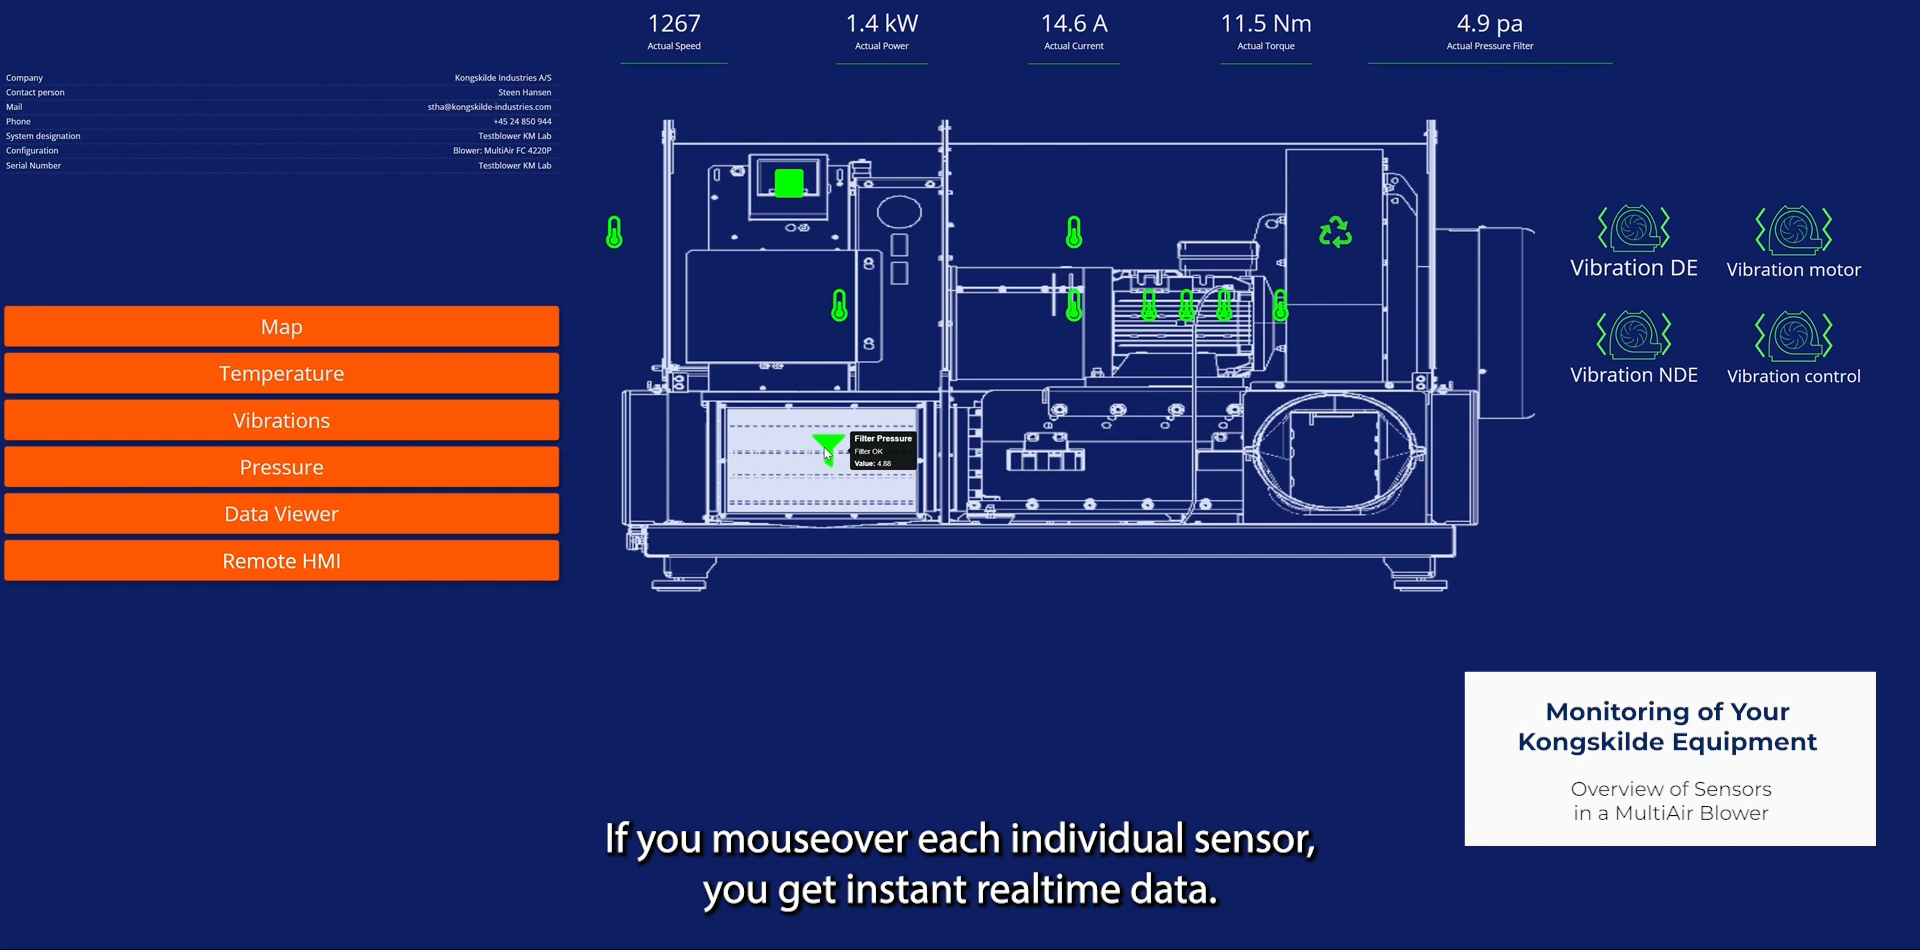 1267
Actual Speed
1.4 kW
Actual Power
14.6 A
Actual Current
11.5 Nm
Actual Torque
4.9 pa
Actual Pressure Filter
Company Kongskilde Industries A/S
Contact person Steen Hansen
Mail stha@kongskilde-industries.com
Phone +45 24 850 944
System designation Testblower KM Lab
Configuration Blower: MultiAir FC 4220P
Serial Number Testblower KM Lab
Map
Temperature
Vibrations
Pressure
Data Viewer
Remote HMI
Filter Pressure
Filter OK
Value: 4.88
Vibration DE
Vibration motor
Vibration NDE
Vibration control
Monitoring of Your
Kongskilde Equipment
Overview of Sensors
in a MultiAir Blower
If you mouseover each individual sensor,
you get instant realtime data.